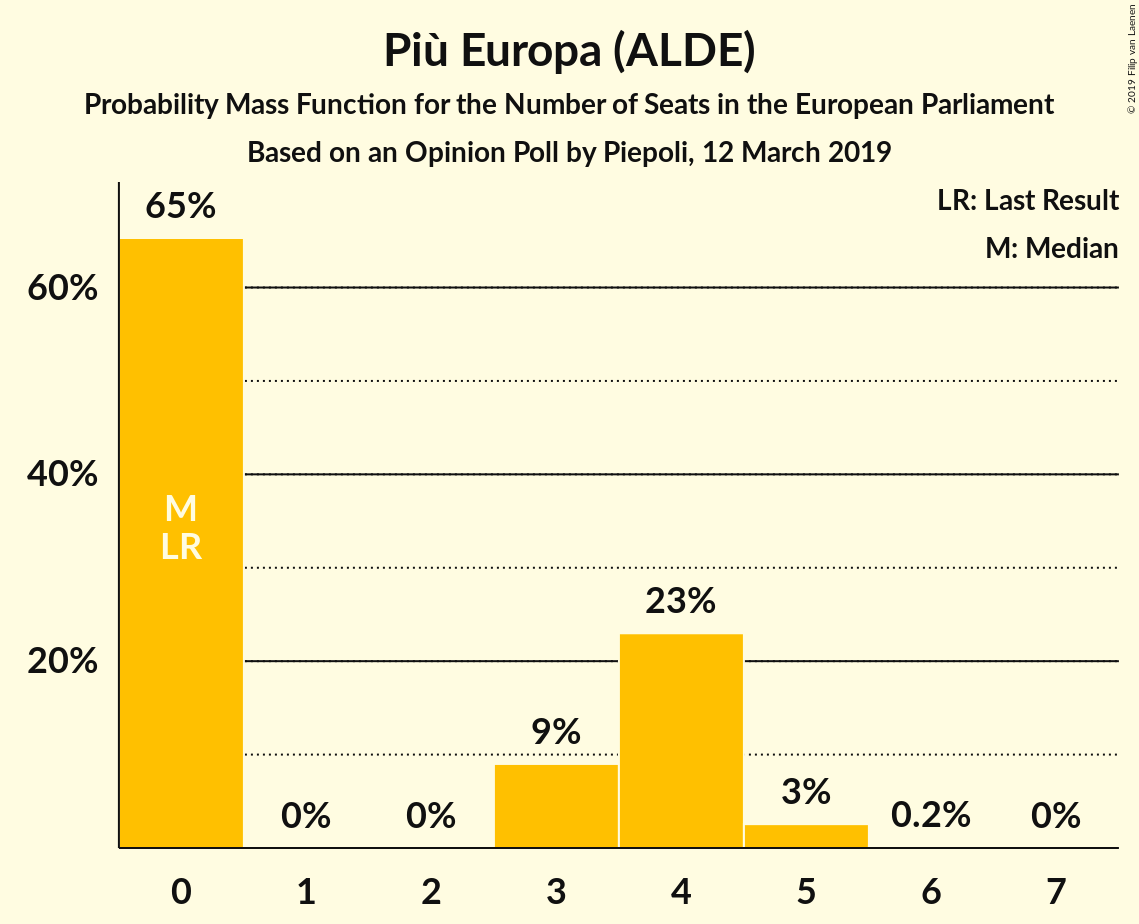 Più Europa (ALDE)
Probability Mass Function for the Number of Seats in the European Parliament
Based on an Opinion Poll by Piepoli, 12 March 2019
© 2019 Filip van Laenen
LR: Last Result
M: Median
65%
60%
40%
20%
M
LR
0%
0%
9%
23%
3%
0.2%
0%
0 1 2 3 4 5 6 7